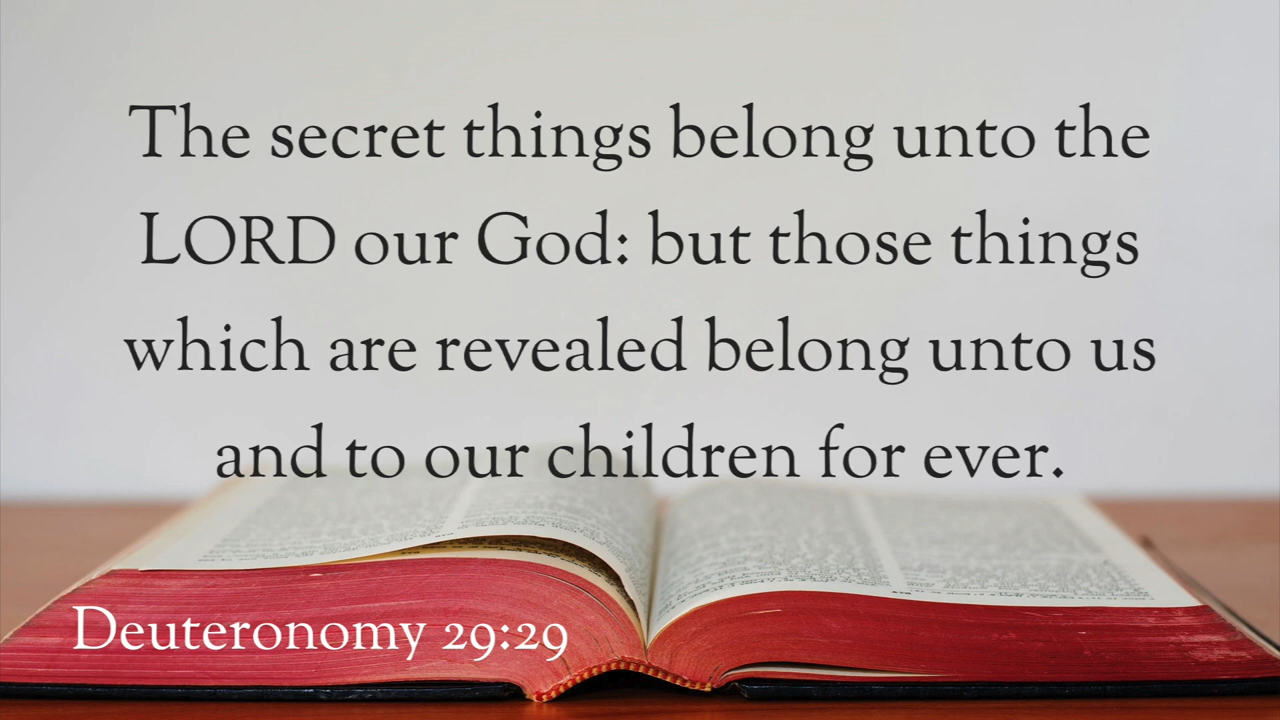 The secret things belong unto the
LORD our God: but those things
which are revealed belong unto us
and to our children for ever.
Deuteronomy 29:29